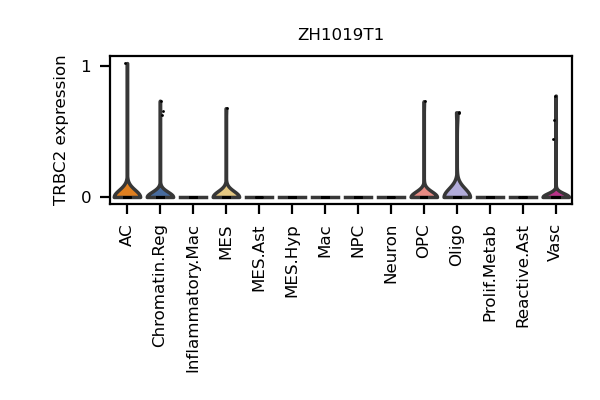 ZH1019T1
TRBC2 expression
1
0
AC
Chromatin.Reg
Inflammatory.Mac
MES
MES.Ast
MES.Hyp
Mac
NPC
Neuron
OPC
Oligo
Prolif.Metab
Reactive.Ast
Vasc